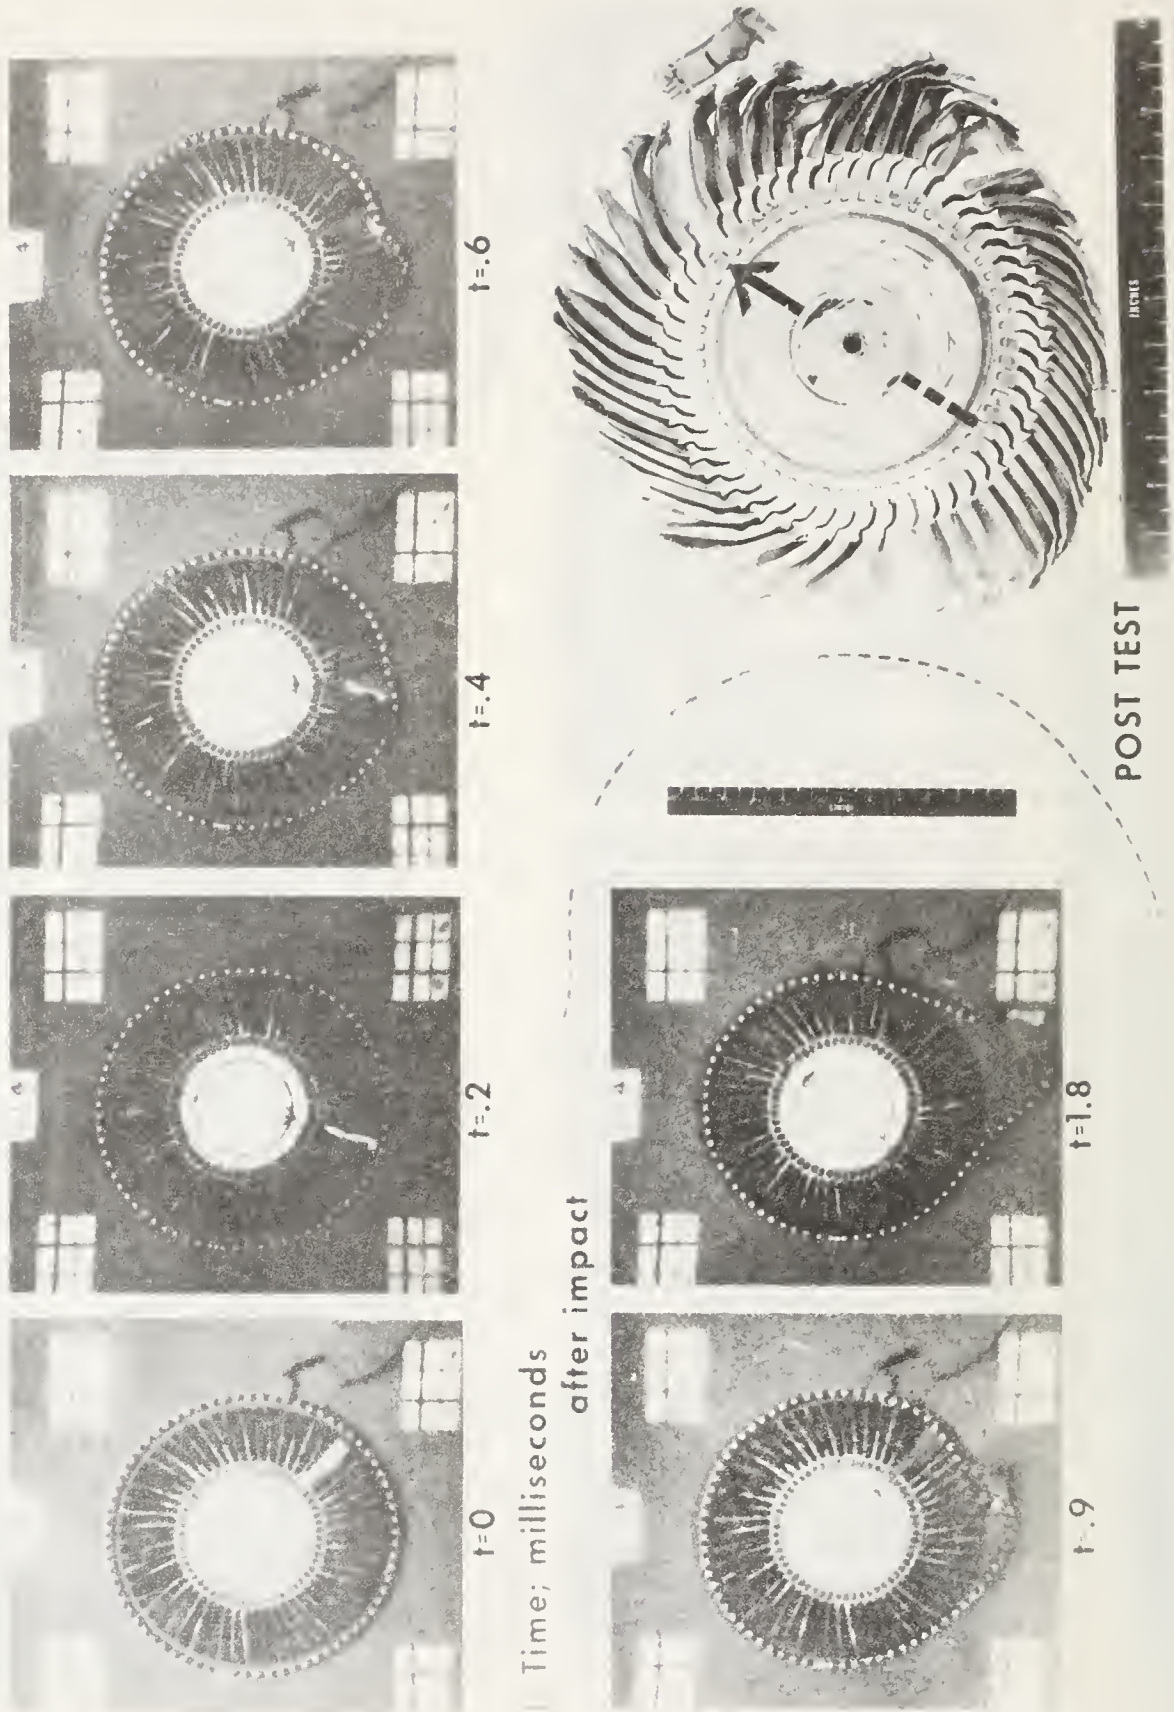 t=0
t=.2
t=.4
t=.6
Time; milliseconds
after impact
t=.9
t=1.8
INCHES
POST TEST